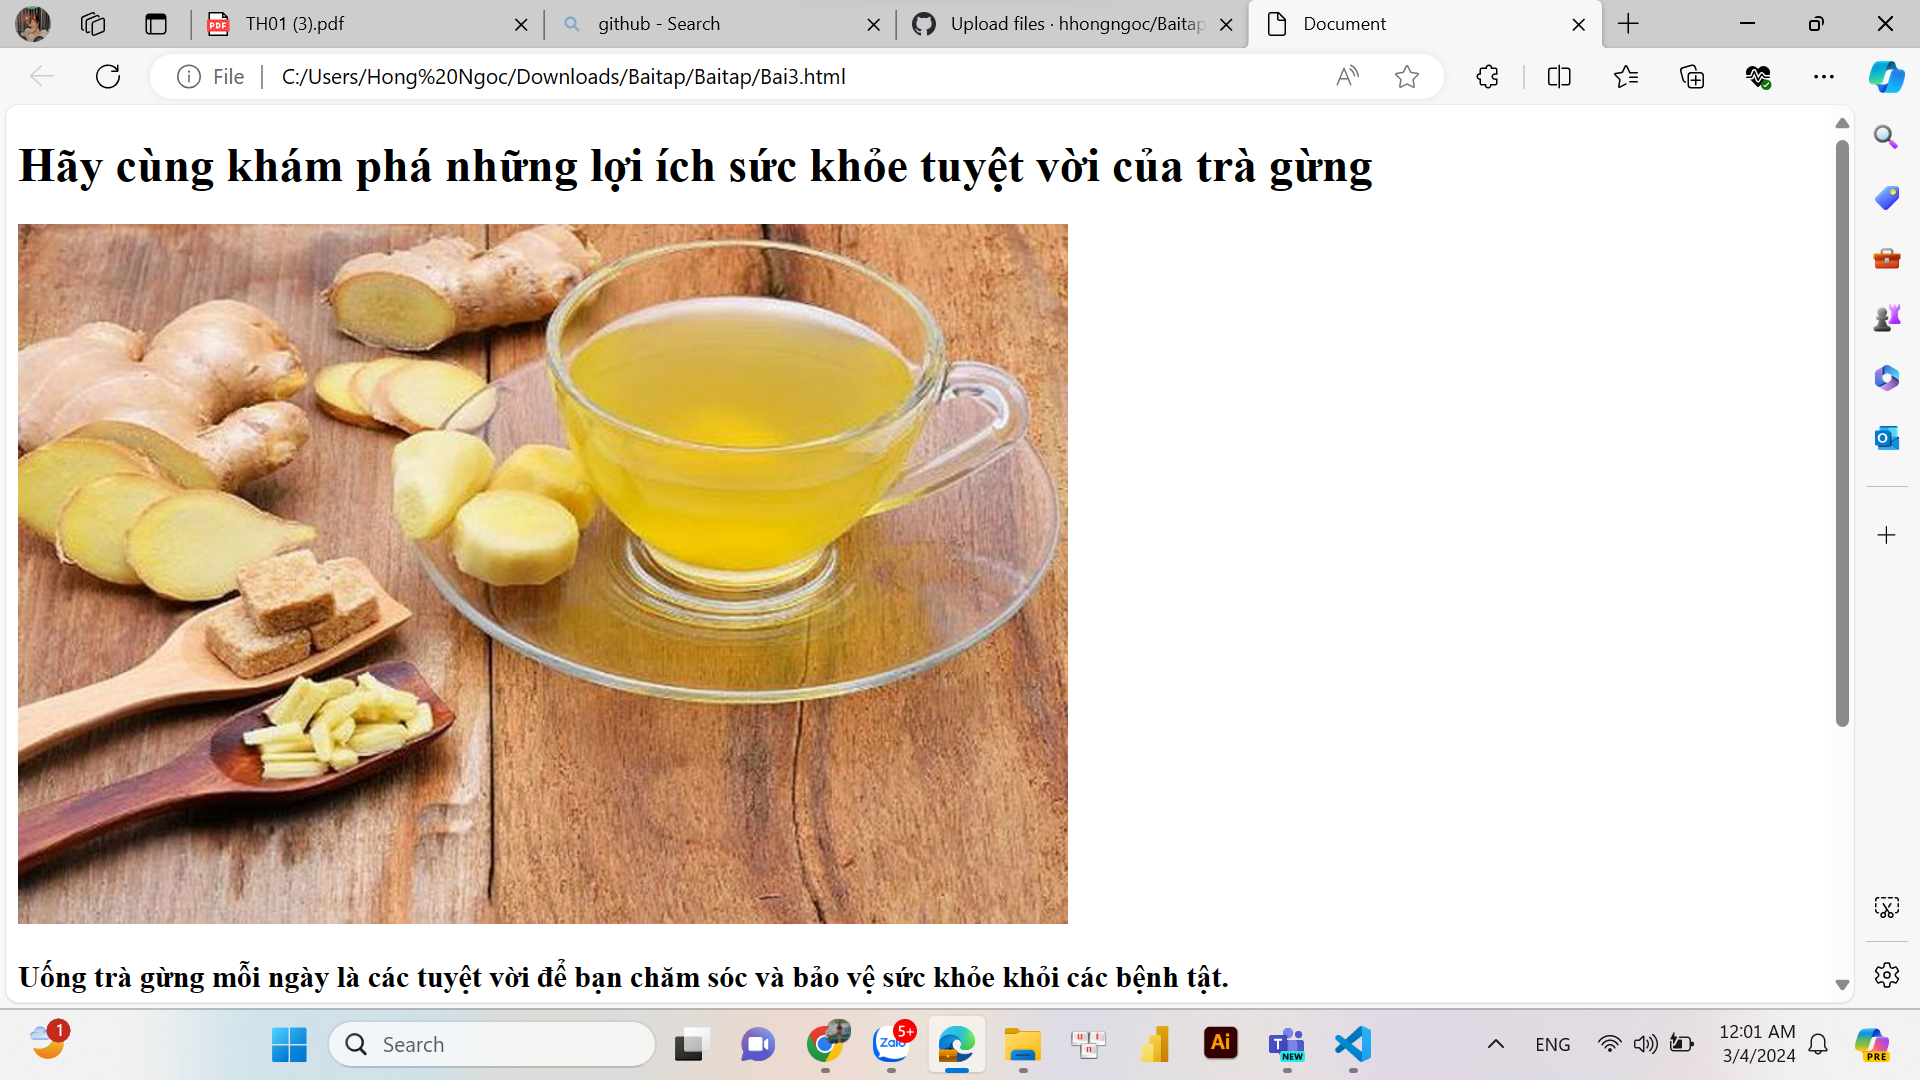 TH01 (3).pdf
github - Search
Upload files · hhongngoc/Baitap
Document
File
C:/Users/Hong%20Ngoc/Downloads/Baitap/Baitap/Bai3.html
Hãy cùng khám phá những lợi ích sức khỏe tuyệt vời của trà gừng
Uống trà gừng mỗi ngày là các tuyệt vời để bạn chăm sóc và bảo vệ sức khỏe khỏi các bệnh tật.
1
Search
Zalo
5+
Ai
NEW
ENG
12:01 AM
3/4/2024
PRE